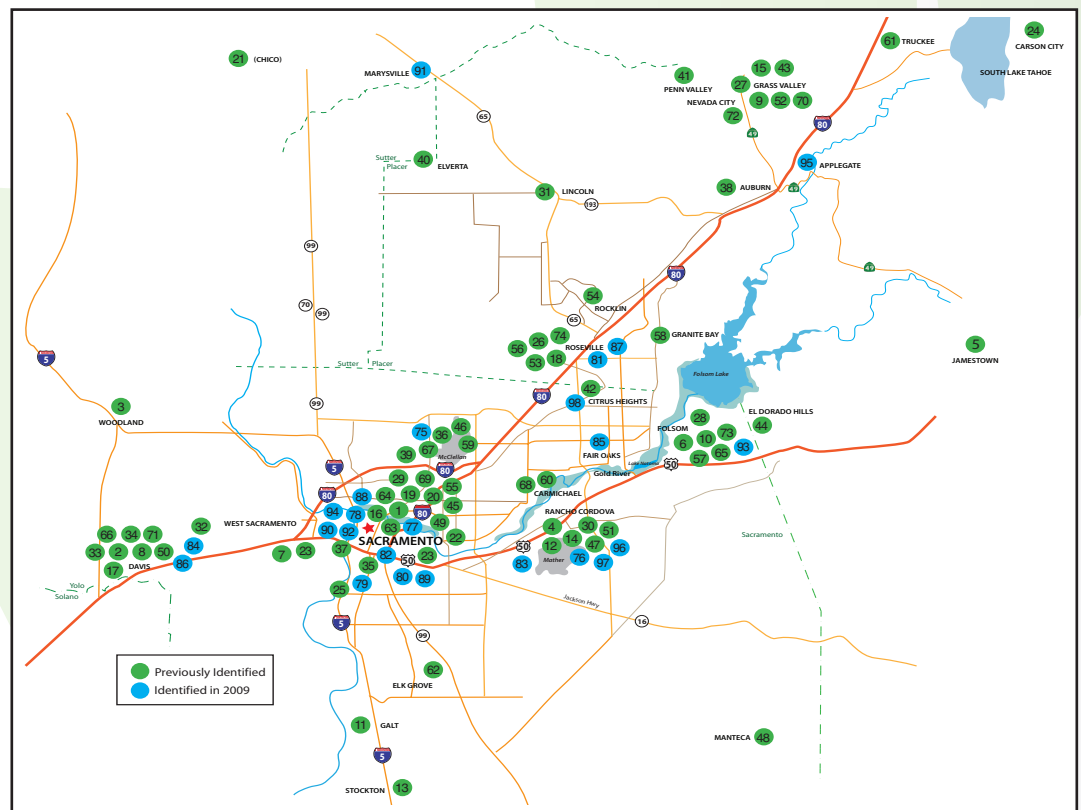 21 (CHICO)
MARYSVILLE 91
65
41
PENN VALLEY
NEVADA CITY
72
27
15 43
GRASS VALLEY
9 52 70
49
61 TRUCKEE
24
CARSON CITY
SOUTH LAKE TAHOE
80
95 APPLEGATE
49
38 AUBURN
Sutter
Placer
40 ELVERTA
31 LINCOLN
193
99
70
99
80
49
54
ROCKLIN
65
5
58 GRANITE BAY
5
JAMESTOWN
56 26 74
53 18
ROSEVILLE 87
81
Sutter Placer
Folsom Lake
3
WOODLAND
99
80
42
98 CITRUS HEIGHTS
28
FOLSOM
6 10 73
57 65 93
EL DORADO HILLS
44
75 36 46
39 67 59
McClellan
80
85
FAIR OAKS
Lake Natoma
50
Gold River
5
80
29 69
88 64 19 20 55
94 78 16 1 80 45
90 92 63 77 49 22
WEST SACRAMENTO
SACRAMENTO
68 60
CARMICHAEL
RANCHO CORDOVA
4 30 51
12 14 47 96
Mather 76 97
50
83
66 34 71
33 2 8 50
17
DAVIS
32
84
86
7 23
37
82 50 23
35
79 80 89
25
Yolo
Solano
Sacramento
5
Jackson Hwy
16
99
62
ELK GROVE
Previously Identified
Identified in 2009
11 GALT
5
STOCKTON 13
MANTECA 48